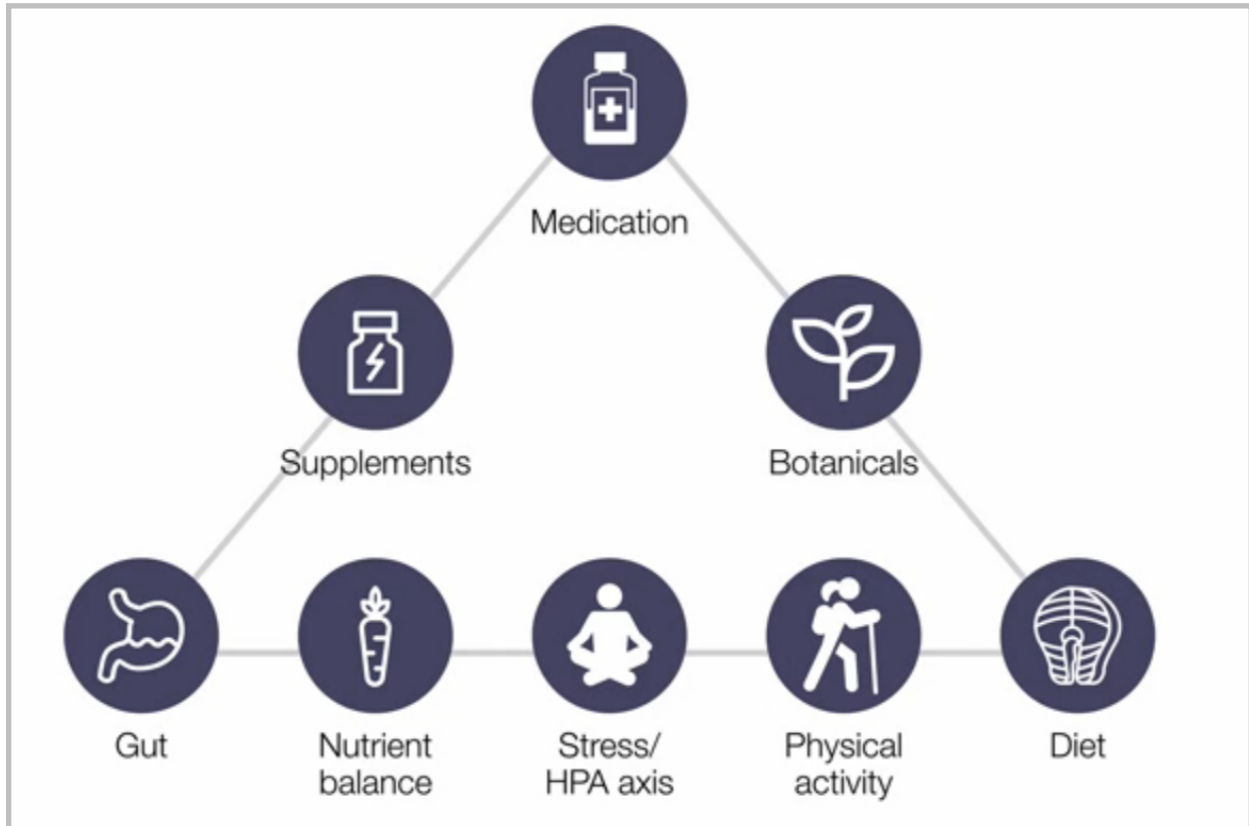 Medication
Supplements
Botanicals
Gut
Nutrient
balance
Stress/
HPA axis
Physical
activity
Diet